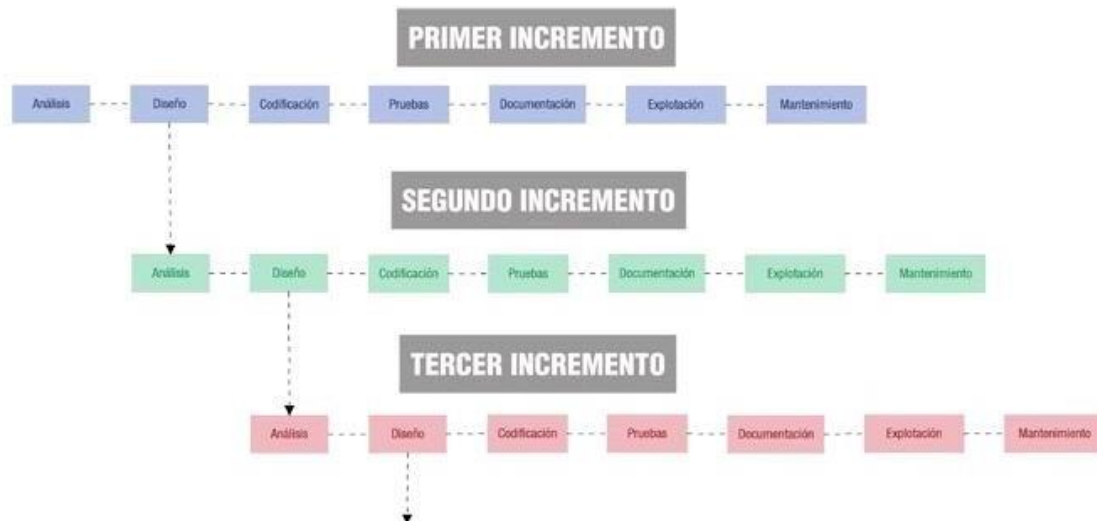 PRIMER INCREMENTO
Análisis Diseño Codificación Pruebas Documentación Explotación Mantenimiento
SEGUNDO INCREMENTO
Análisis Diseño Codificación Pruebas Documentación Explotación Mantenimiento
TERCER INCREMENTO
Análisis Diseño Codificación Pruebas Documentación Explotación Mantenimiento